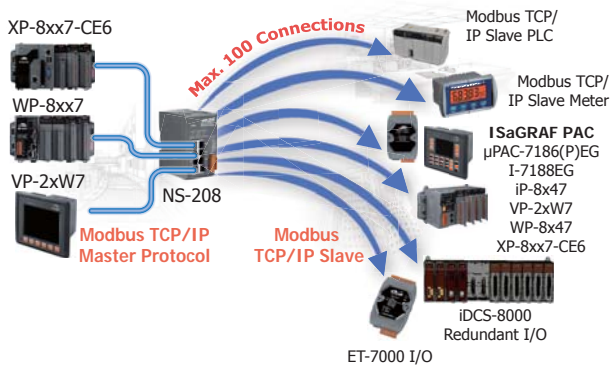 XP-8xx7-CE6
WP-8xx7
VP-2xW7
Modbus TCP/IP
Master Protocol
NS-208
Max. 100 Connections
Modbus
TCP/IP Slave
Modbus TCP/
IP Slave PLC
Modbus TCP/
IP Slave Meter
ISaGRAF PAC
µPAC-7186(P)EG
I-7188EG
iP-8x47
VP-2xW7
WP-8x47
XP-8xx7-CE6
iDCS-8000
Redundant I/O
ET-7000 I/O